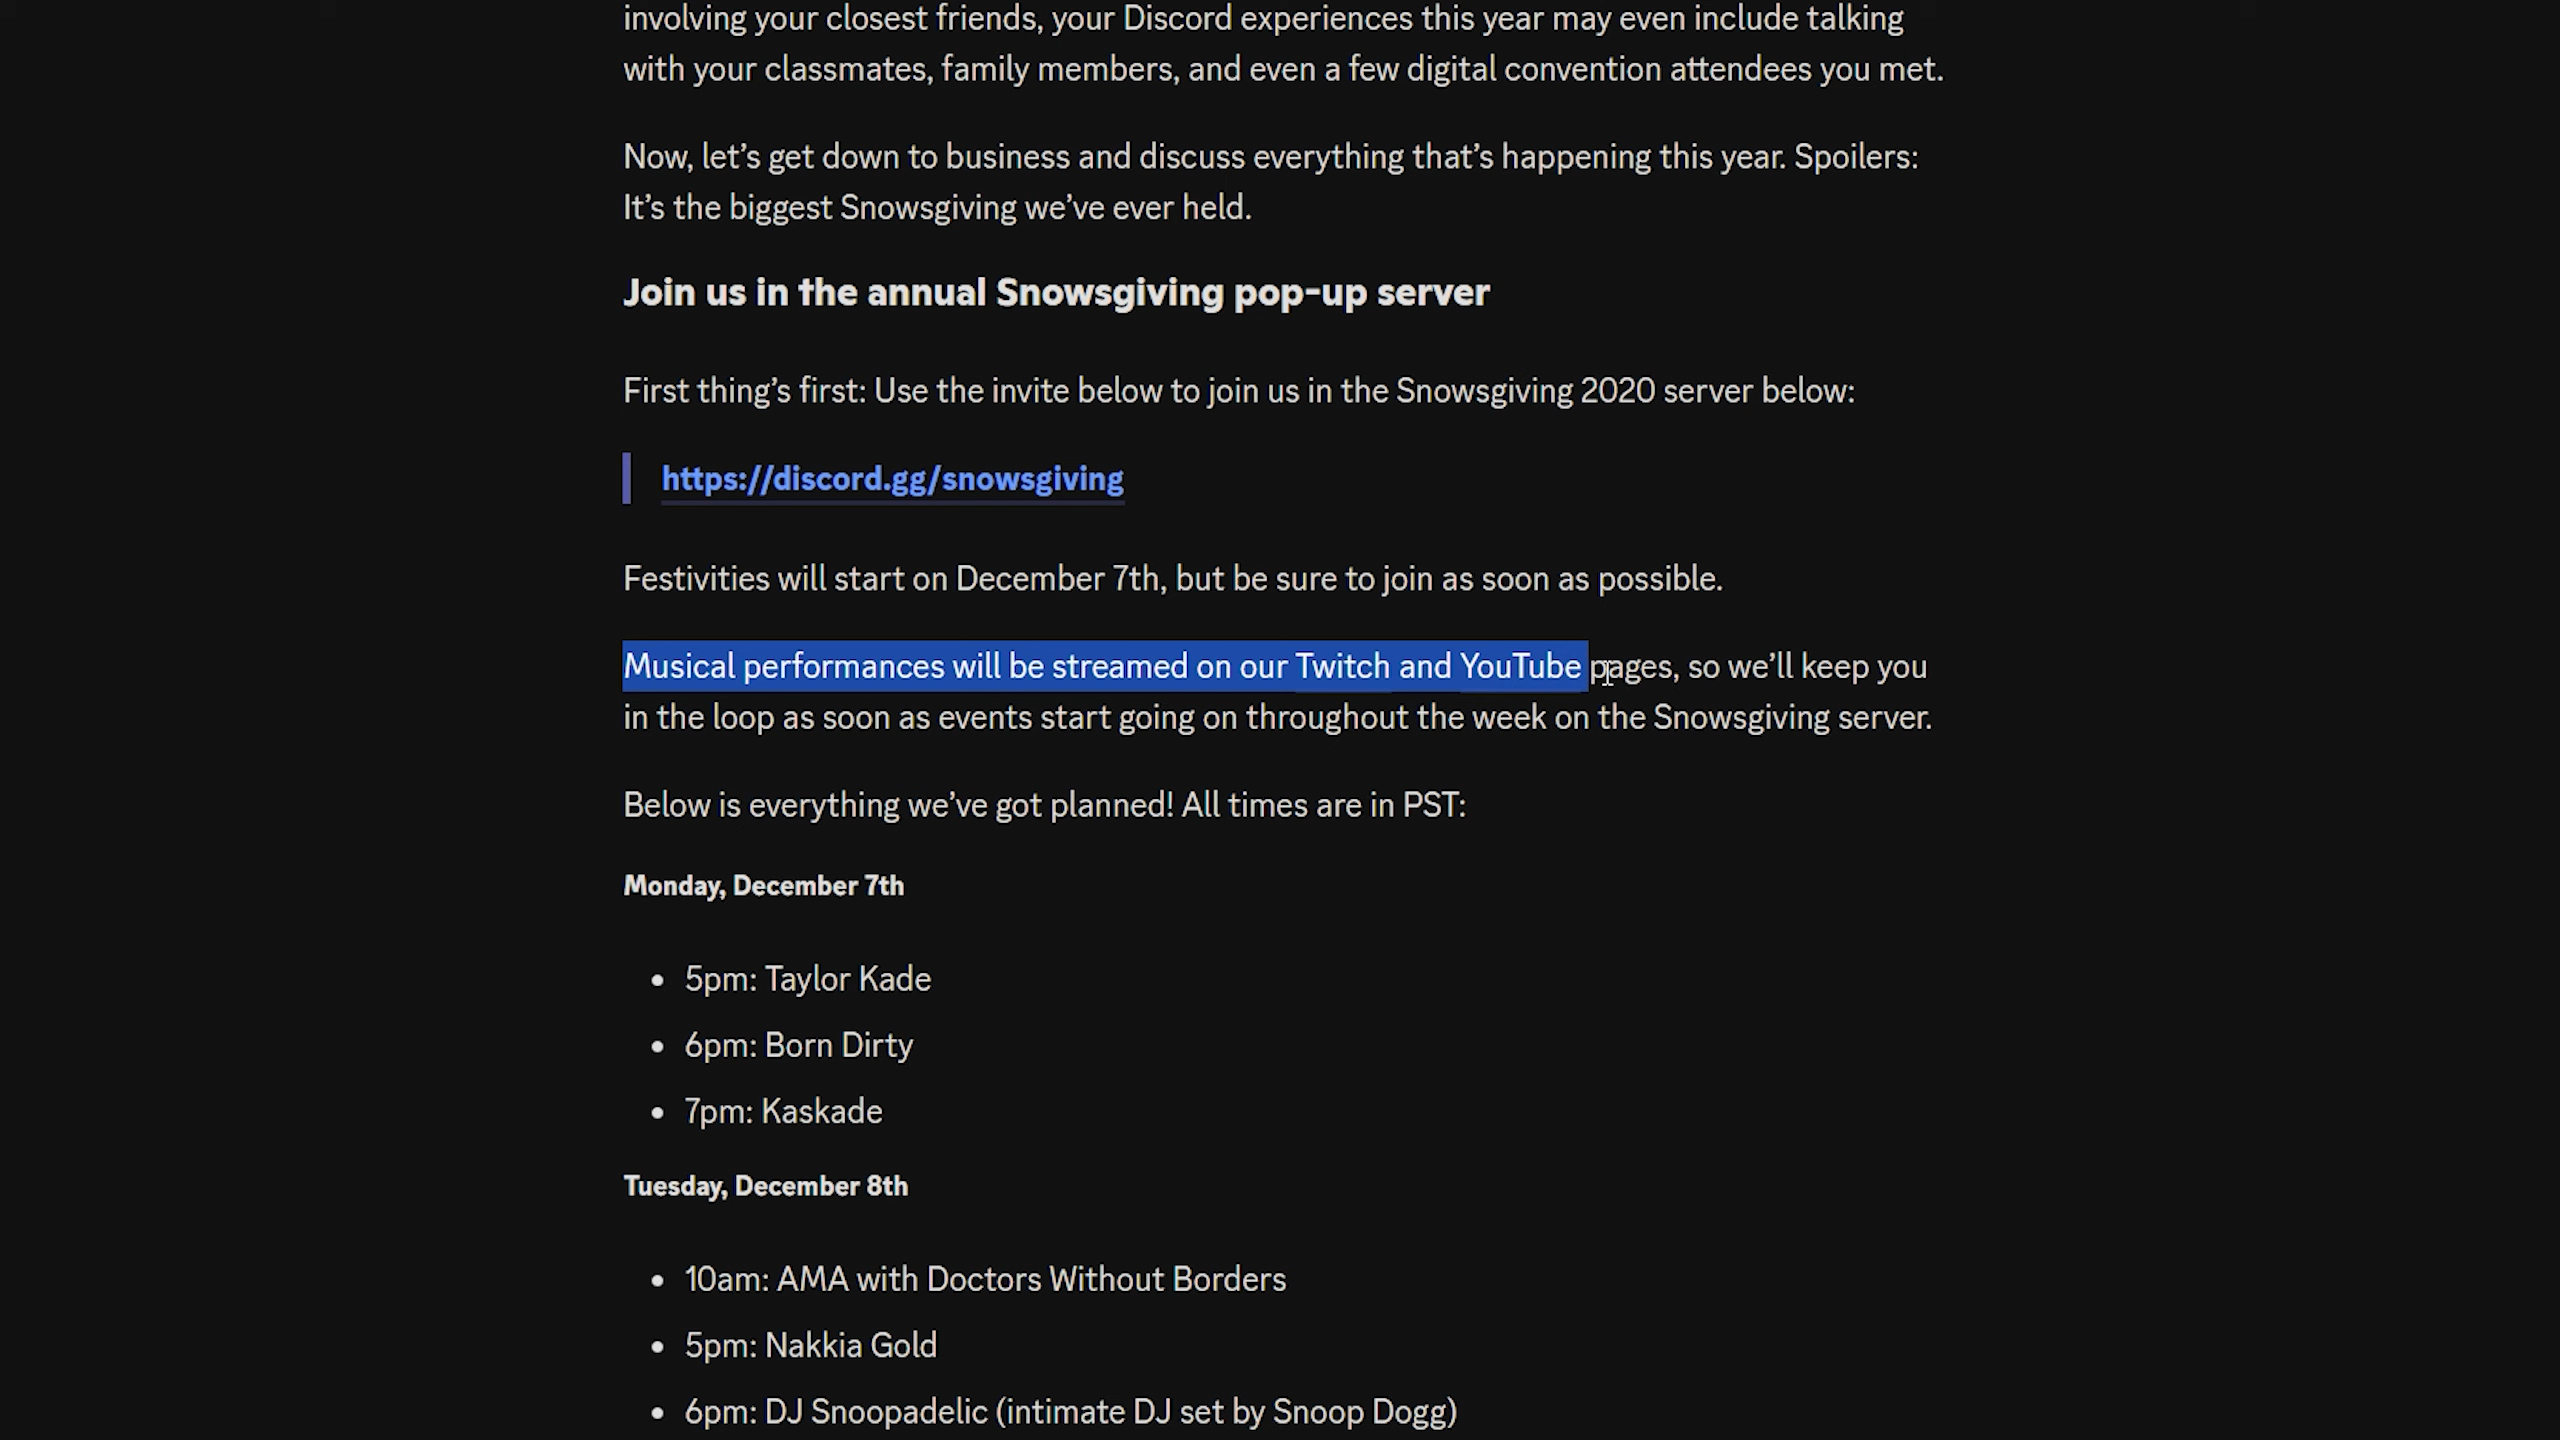 involving your closest friends, your Discord experiences this year may even include talking
with your classmates, family members, and even a few digital convention attendees you met.
Now, let’s get down to business and discuss everything that’s happening this year. Spoilers:
It’s the biggest Snowsgiving we’ve ever held.
Join us in the annual Snowsgiving pop-up server
First thing’s first: Use the invite below to join us in the Snowsgiving 2020 server below:
https://discord.gg/snowsgiving
Festivities will start on December 7th, but be sure to join as soon as possible.
Musical performances will be streamed on our Twitch and YouTube pages, so we’ll keep you
in the loop as soon as events start going on throughout the week on the Snowsgiving server.
Below is everything we’ve got planned! All times are in PST:
Monday, December 7th
• 5pm: Taylor Kade
• 6pm: Born Dirty
• 7pm: Kaskade
Tuesday, December 8th
• 10am: AMA with Doctors Without Borders
• 5pm: Nakkia Gold
• 6pm: DJ Snoopadelic (intimate DJ set by Snoop Dogg)